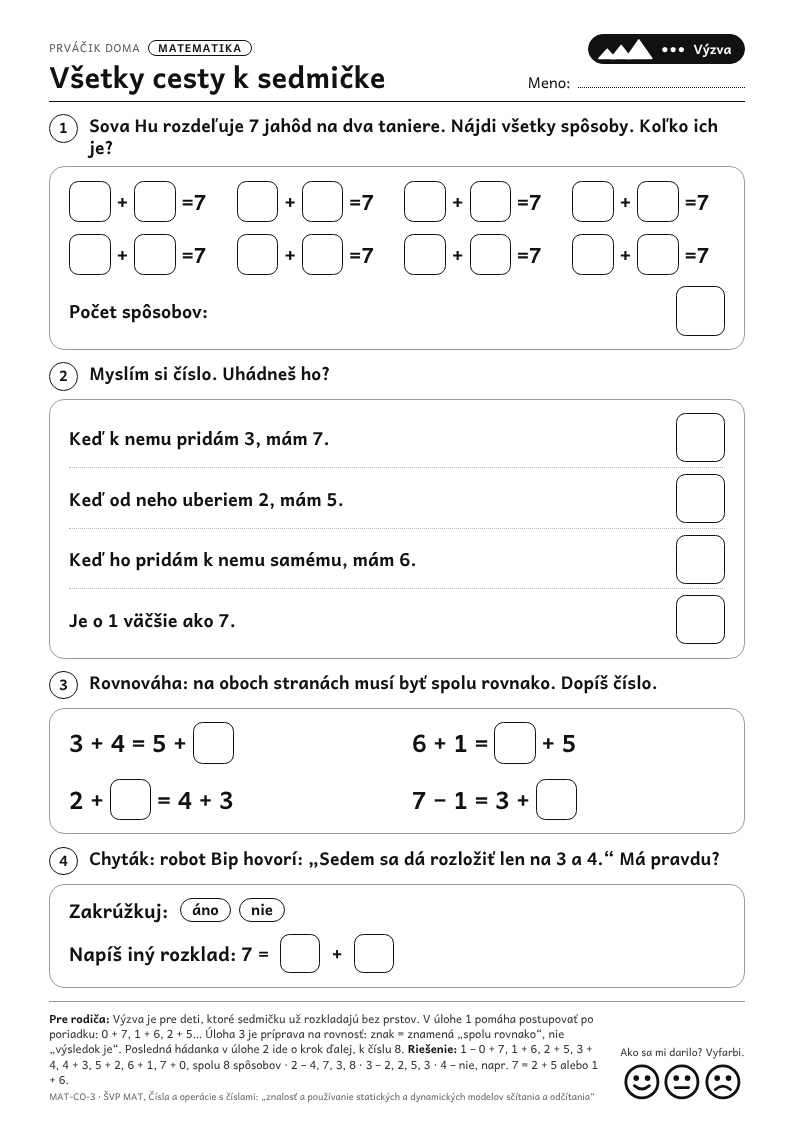 PRVÁČIK DOMA MATEMATIKA
••• Výzva
Všetky cesty k sedmičke
Meno:
1 Sova Hu rozdeľuje 7 jahôd na dva taniere. Nájdi všetky spôsoby. Koľko ich
je?
+ =7 + =7 + =7 + =7
+ =7 + =7 + =7 + =7
Počet spôsobov:
2 Myslím si číslo. Uhádneš ho?
Keď k nemu pridám 3, mám 7.
Keď od neho uberiem 2, mám 5.
Keď ho pridám k nemu samému, mám 6.
Je o 1 väčšie ako 7.
3 Rovnováha: na oboch stranách musí byť spolu rovnako. Dopíš číslo.
3 + 4 = 5 + 6 + 1 = + 5
2 + = 4 + 3 7 − 1 = 3 +
4 Chyták: robot Bip hovorí: „Sedem sa dá rozložiť len na 3 a 4.“ Má pravdu?
Zakrúžkuj: áno nie
Napíš iný rozklad: 7 = +
Pre rodiča: Výzva je pre deti, ktoré sedmičku už rozkladajú bez prstov. V úlohe 1 pomáha postupovať po
poriadku: 0 + 7, 1 + 6, 2 + 5… Úloha 3 je príprava na rovnosť: znak = znamená „spolu rovnako“, nie
„výsledok je“. Posledná hádanka v úlohe 2 ide o krok ďalej, k číslu 8. Riešenie: 1 – 0 + 7, 1 + 6, 2 + 5, 3 +
4, 4 + 3, 5 + 2, 6 + 1, 7 + 0, spolu 8 spôsobov · 2 – 4, 7, 3, 8 · 3 – 2, 2, 5, 3 · 4 – nie, napr. 7 = 2 + 5 alebo 1
+ 6.
MAT-CO-3 · ŠVP MAT, Čísla a operácie s číslami: „znalosť a používanie statických a dynamických modelov sčítania a odčítania“
Ako sa mi darilo? Vyfarbi.